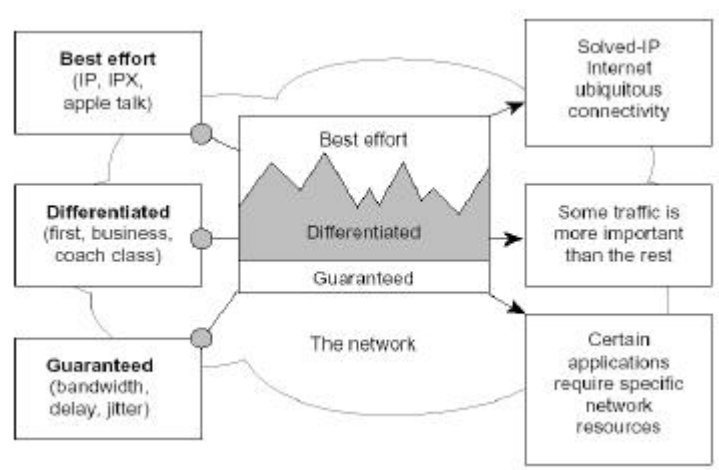 Best effort
(IP, IPX,
apple talk)
Differentiated
(first, business,
coach class)
Guaranteed
(bandwidth,
delay, jitter)
Best effort
Differentiated
Guaranteed
The network
Solved-IP
Internet
ubiquitous
connectivity
Some traffic is
more important
than the rest
Certain
applications
require specific
network
resources